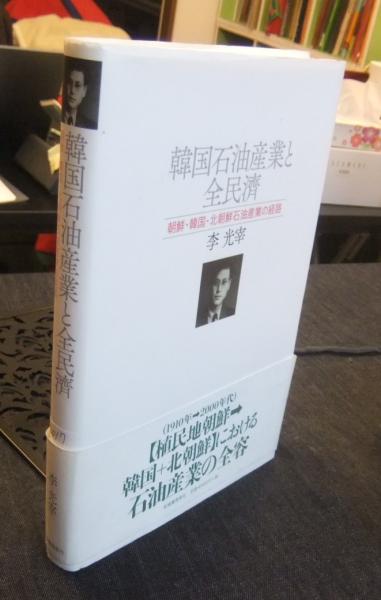 韓国石油産業と
全民濟
朝鮮・韓国・北朝鮮石油産業の経路
李 光宰
(1910年➡2000年代)
【植民地朝鮮➡
韓国+北朝鮮】における
石油産業の全容
韓国石油産業と全民濟
李 光宰